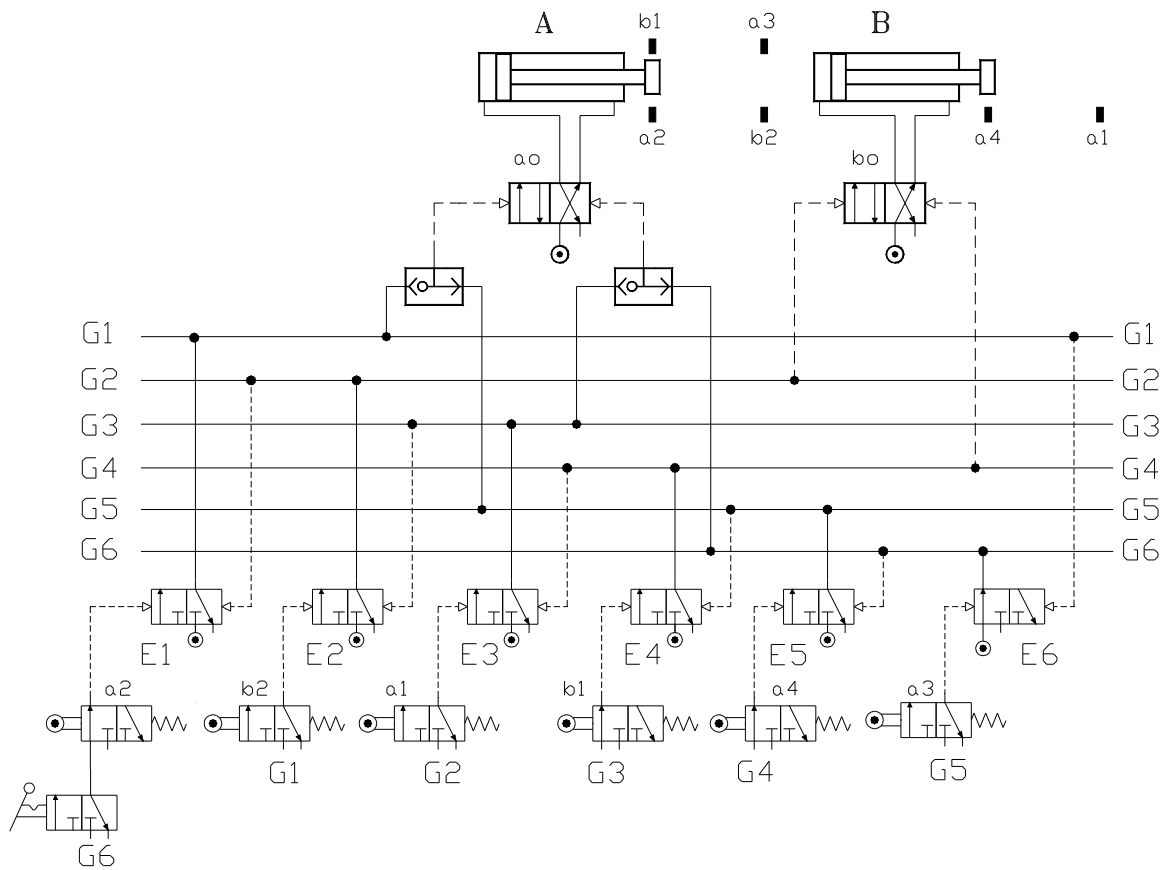 A b1 a3 B
a2 b2 a4 a1
ao bo
G1 G1
G2 G2
G3 G3
G4 G4
G5 G5
G6 G6
E1 E2 E3 E4 E5 E6
a2 b2 a1 b1 a4 a3
G1 G2 G3 G4 G5
G6